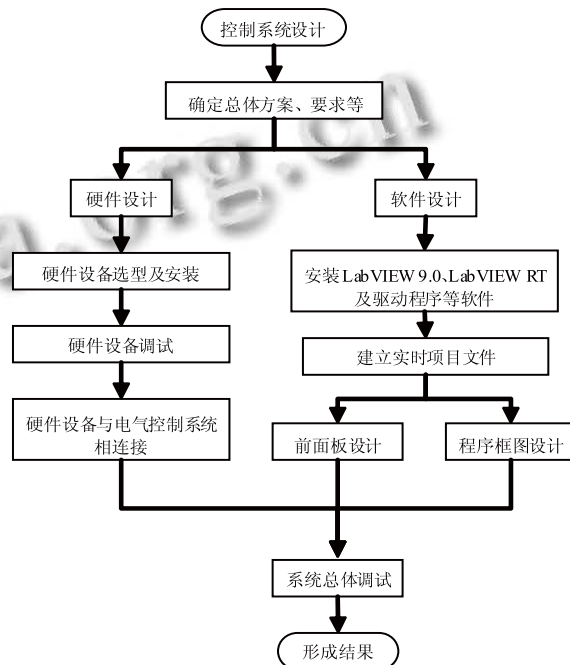 控制系统设计
确定总体方案、要求等
硬件设计
软件设计
硬件设备选型及安装
安装LabVIEW 9.0、LabVIEW RT
及驱动程序等软件
硬件设备调试
建立实时项目文件
硬件设备与电气控制系统
相连接
前面板设计
程序框图设计
系统总体调试
形成结果
a.org.cn